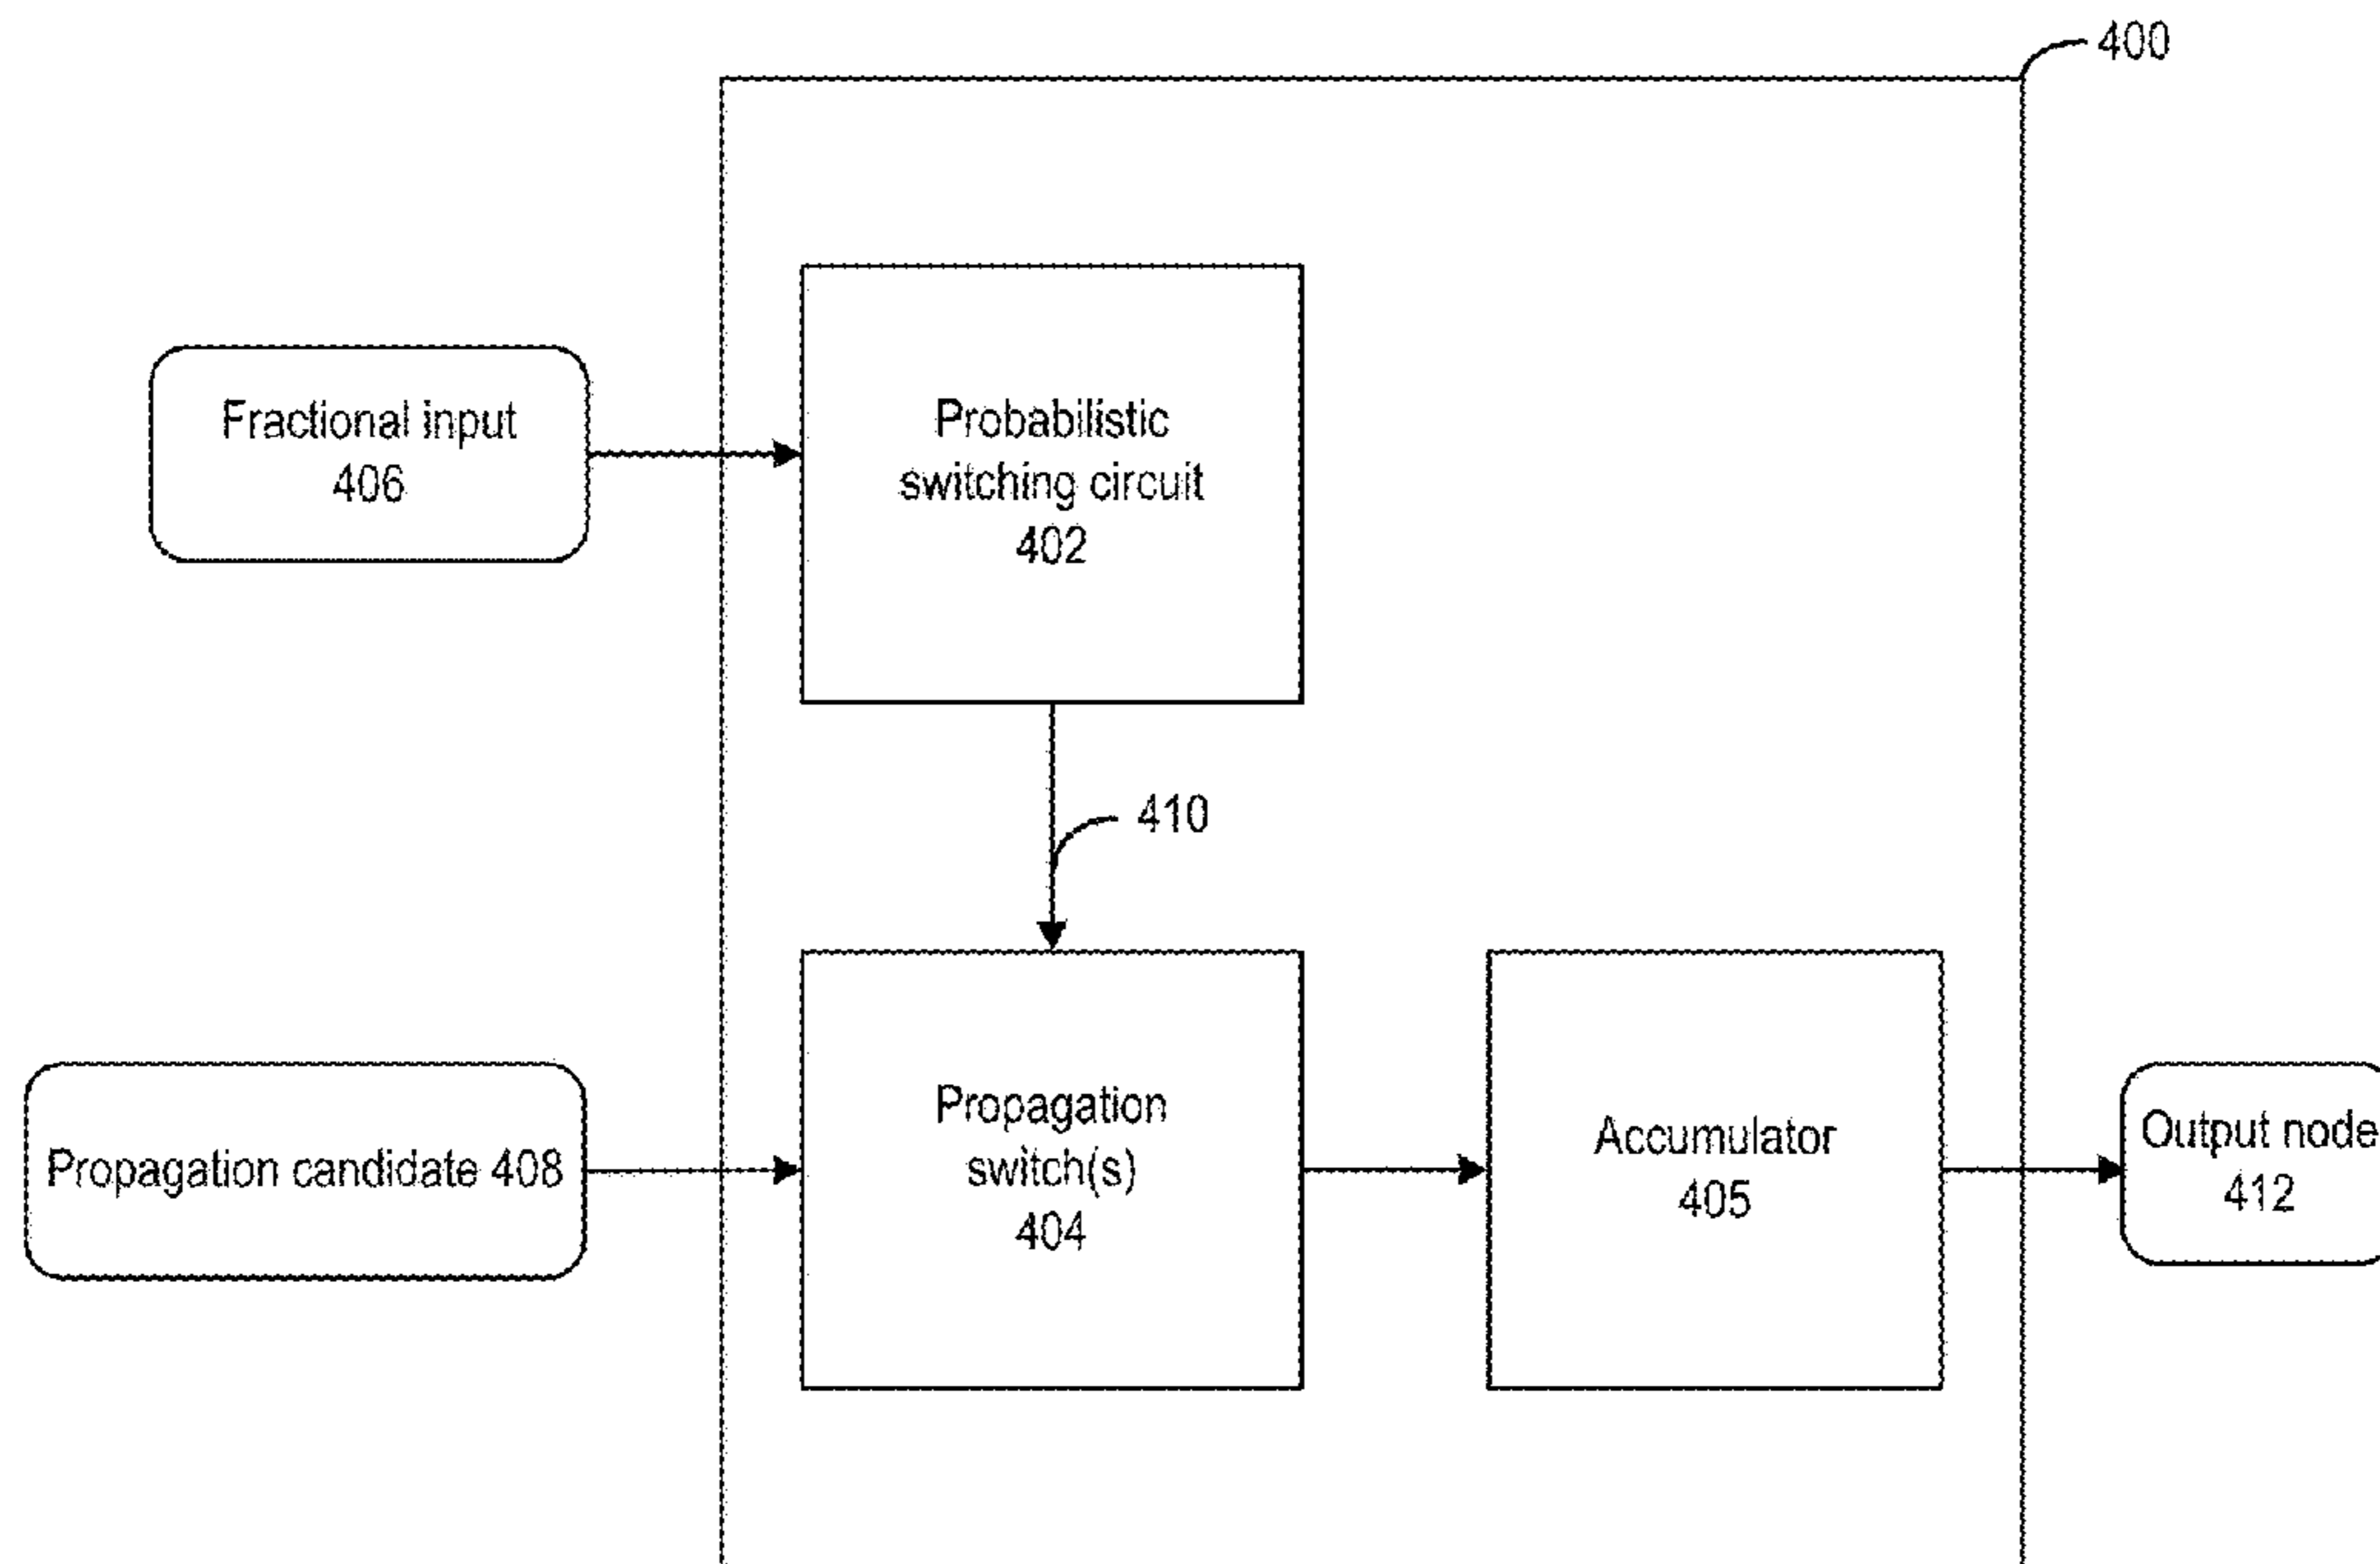 400
Fractional input
406
Probabilistic
switching circuit
402
410
Propagation candidate 408
Propagation
switch(s)
404
Accumulator
405
Output node
412